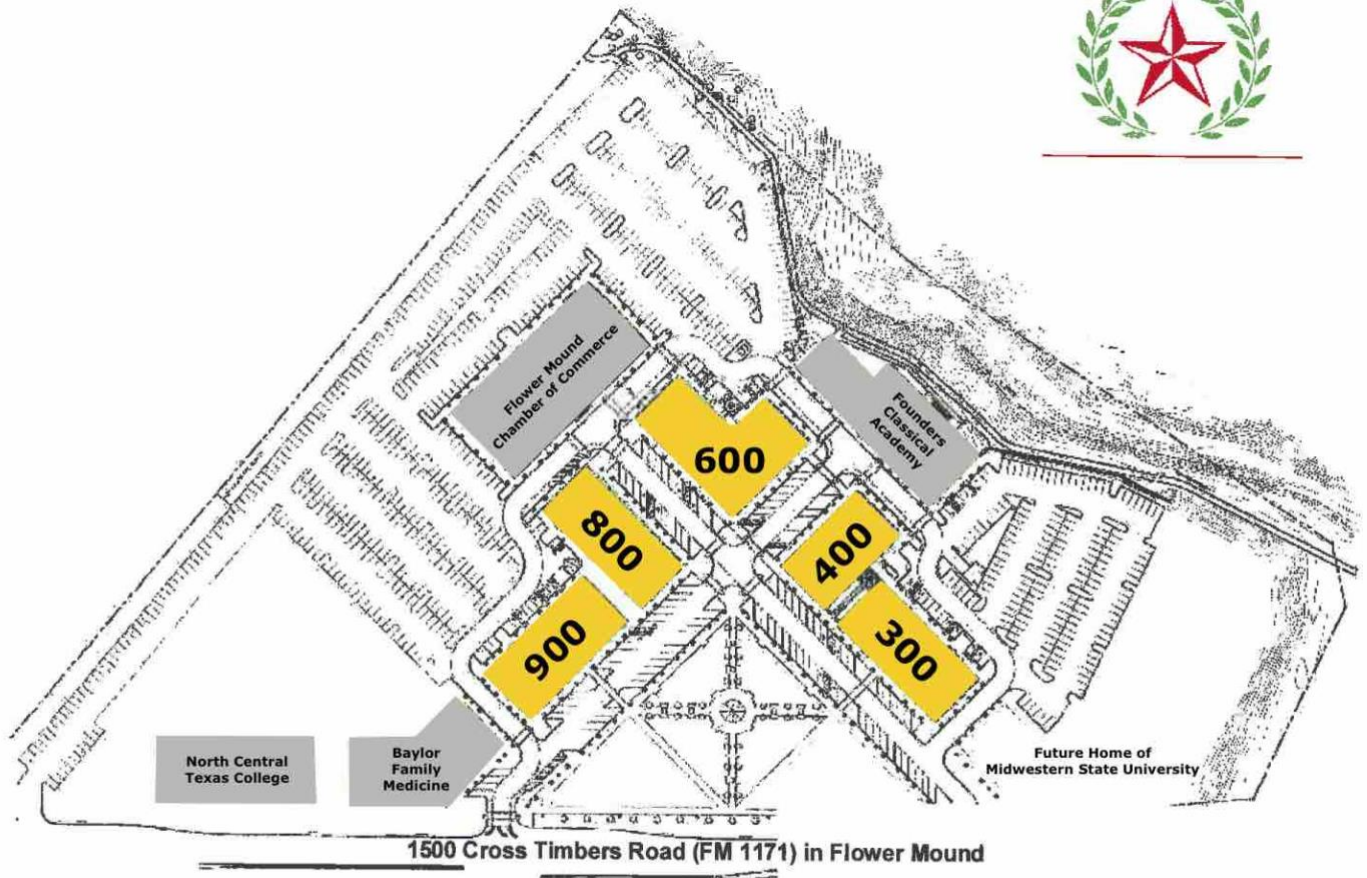 Flower Mound
Chamber of Commerce
600
Founders
Classical
Academy
800
400
900
300
North Central
Texas College
Baylor
Family
Medicine
Future Home of
Midwestern State University
1500 Cross Timbers Road (FM 1171) in Flower Mound